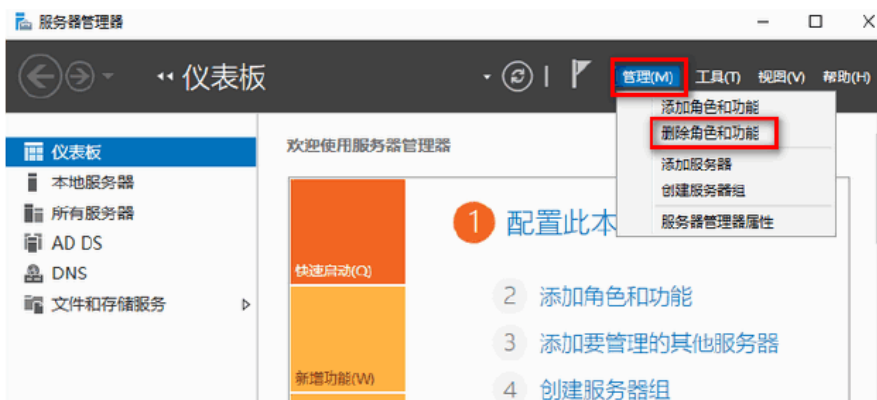 服务器管理器
仪表板
管理(M) 工具(T) 视图(V) 帮助(H)
添加角色和功能
删除角色和功能
添加服务器
创建服务器组
服务器管理器属性
仪表板
本地服务器
所有服务器
AD DS
DNS
文件和存储服务
欢迎使用服务器管理器
快速启动(Q)
新增功能(W)
1 配置此本
2 添加角色和功能
3 添加要管理的其他服务器
4 创建服务器组